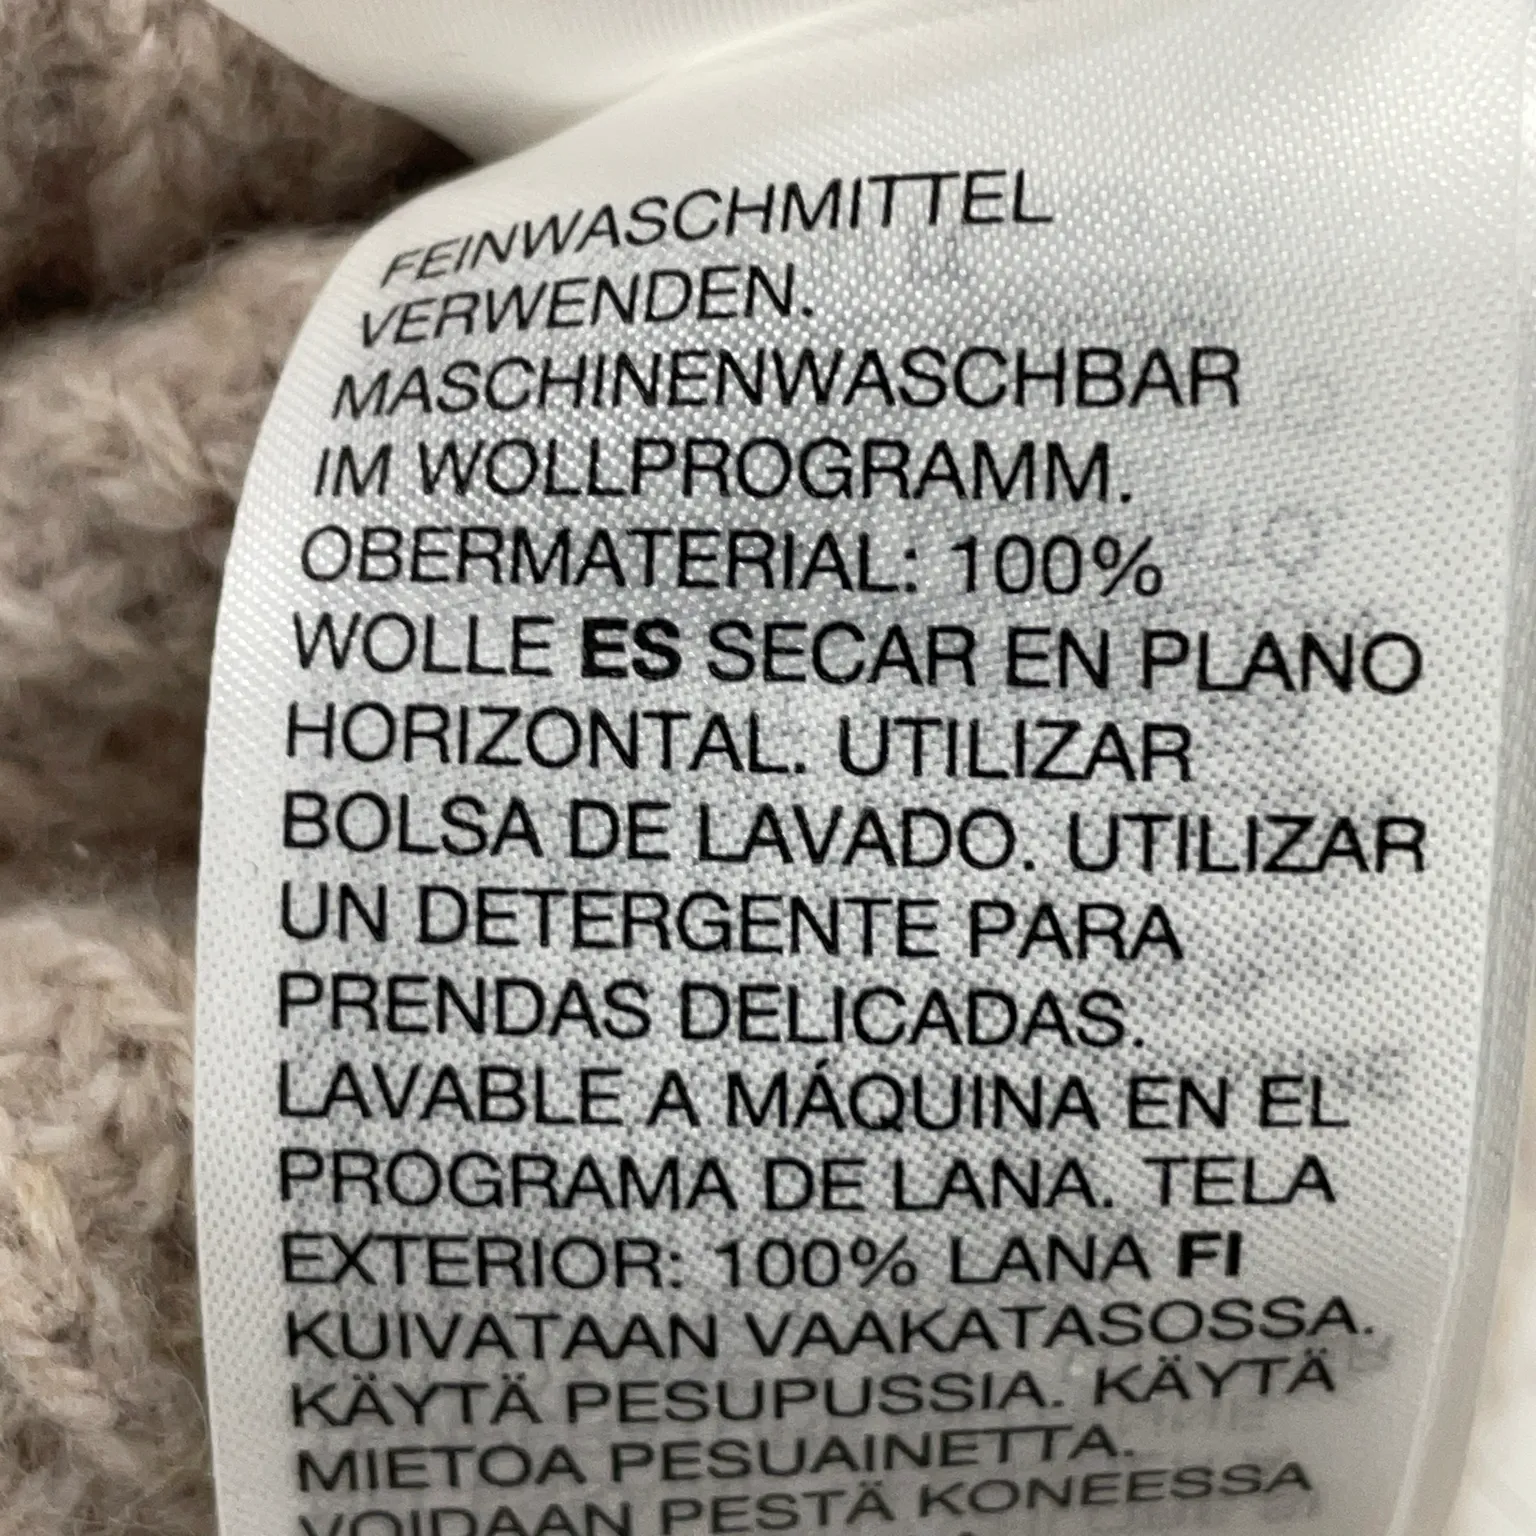 FEINWASCHMITTEL
VERWENDEN.
MASCHINENWASCHBAR
IM WOLLPROGRAMM.
OBERMATERIAL: 100%
WOLLE ES SECAR EN PLANO
HORIZONTAL. UTILIZAR
BOLSA DE LAVADO. UTILIZAR
UN DETERGENTE PARA
PRENDAS DELICADAS.
LAVABLE A MÁQUINA EN EL
PROGRAMA DE LANA. TELA
EXTERIOR: 100% LANA FI
KUIVATAAN VAAKATASOSSA.
KÄYTÄ PESUPUSSIA. KÄYTÄ
MIETOA PESUAINETTA.
VOIDAAN PESTÄ KONEESSA